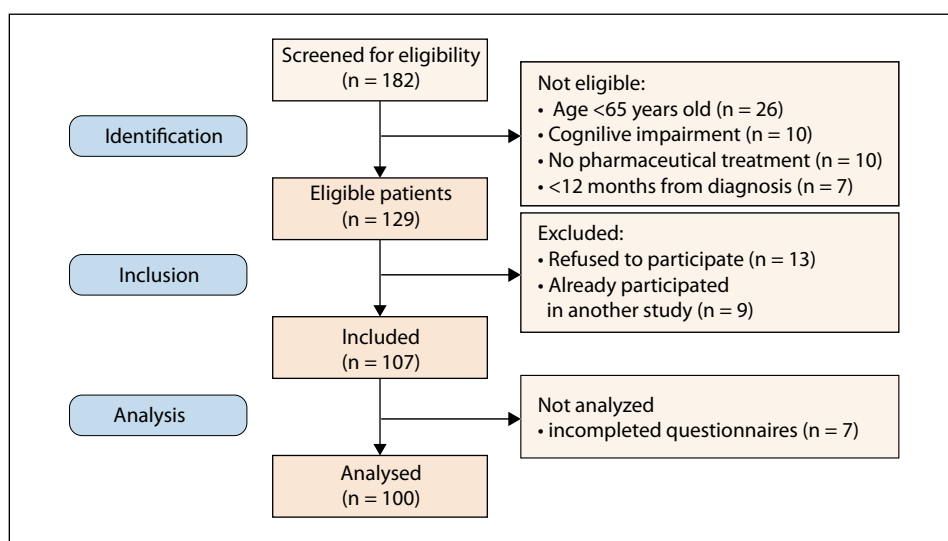 Screened for eligibility
(n = 182)
Not eligible:
• Age <65 years old (n = 26)
• Cognilive impairment (n = 10)
• No pharmaceutical treatment (n = 10)
• <12 months from diagnosis (n = 7)
Identification
Eligible patients
(n = 129)
Excluded:
• Refused to participate (n = 13)
• Already participated
in another study (n = 9)
Inclusion
Included
(n = 107)
Not analyzed
• incompleted questionnaires (n = 7)
Analysis
Analysed
(n = 100)